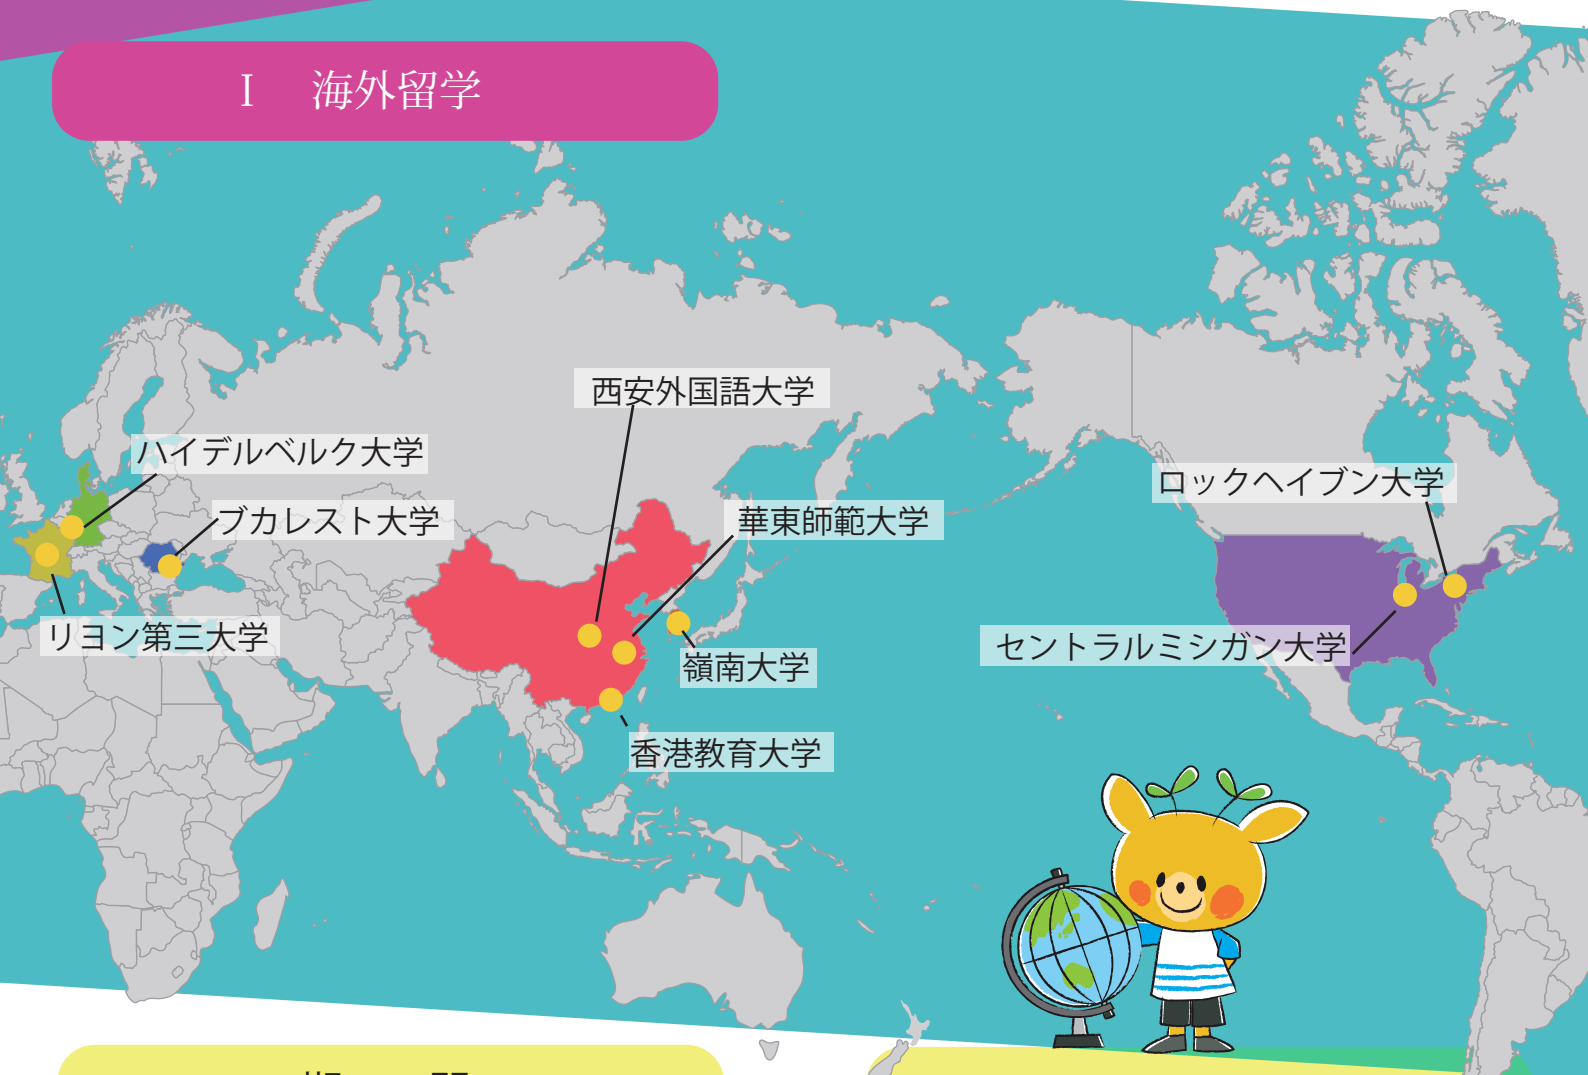 Ⅰ　海外留学
西安外国語大学
ハイデルベルク大学
ロックヘイブン大学
ブカレスト大学
華東師範大学
リヨン第三大学
セントラルミシガン大学
嶺南大学
香港教育大学